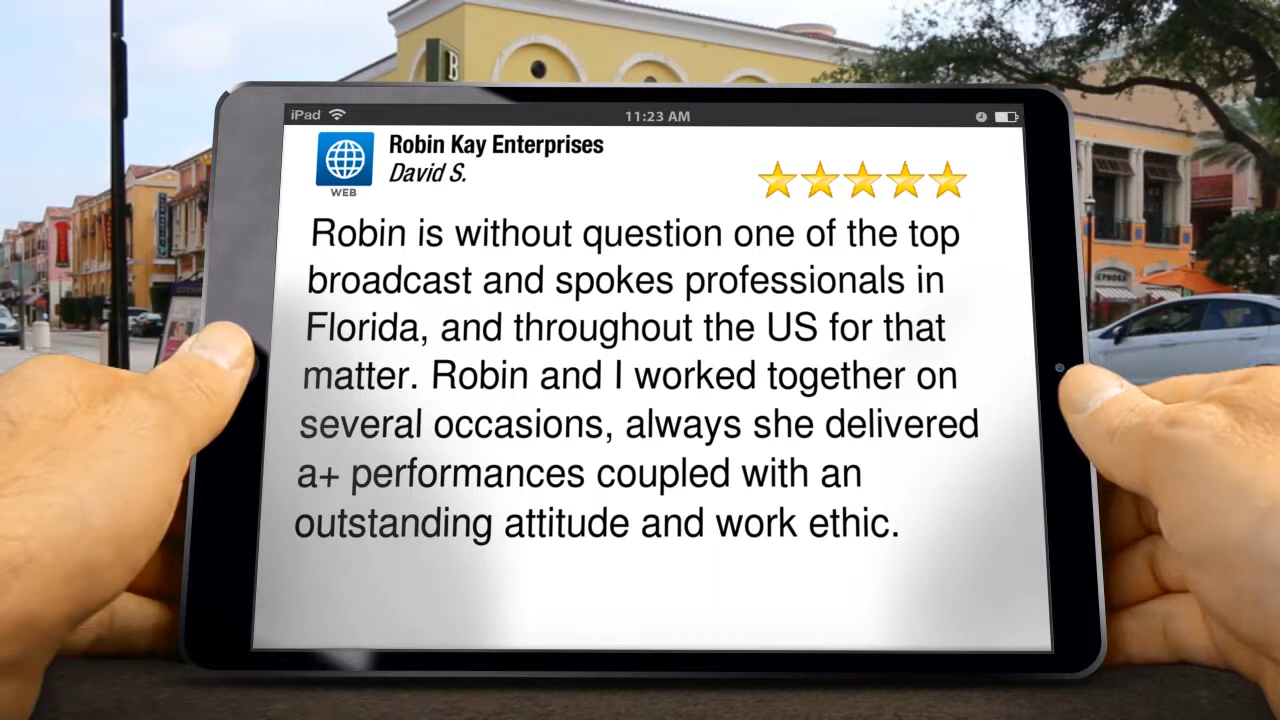 B
iPad
11:23 AM
WEB
Robin Kay Enterprises
David S.
Robin is without question one of the top
broadcast and spokes professionals in
Florida, and throughout the US for that
matter. Robin and I worked together on
several occasions, always she delivered
a+ performances coupled with an
outstanding attitude and work ethic.
SEPHORA